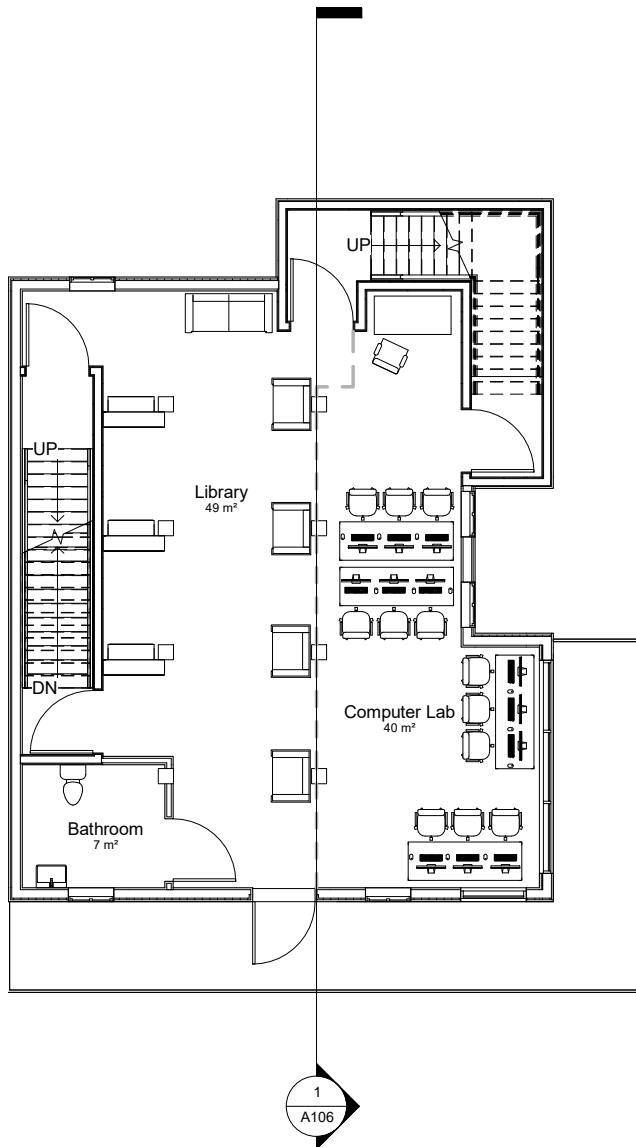 UP
UP
Library
49 m²
Computer Lab
40 m²
DN
Bathroom
7 m²
1
A106